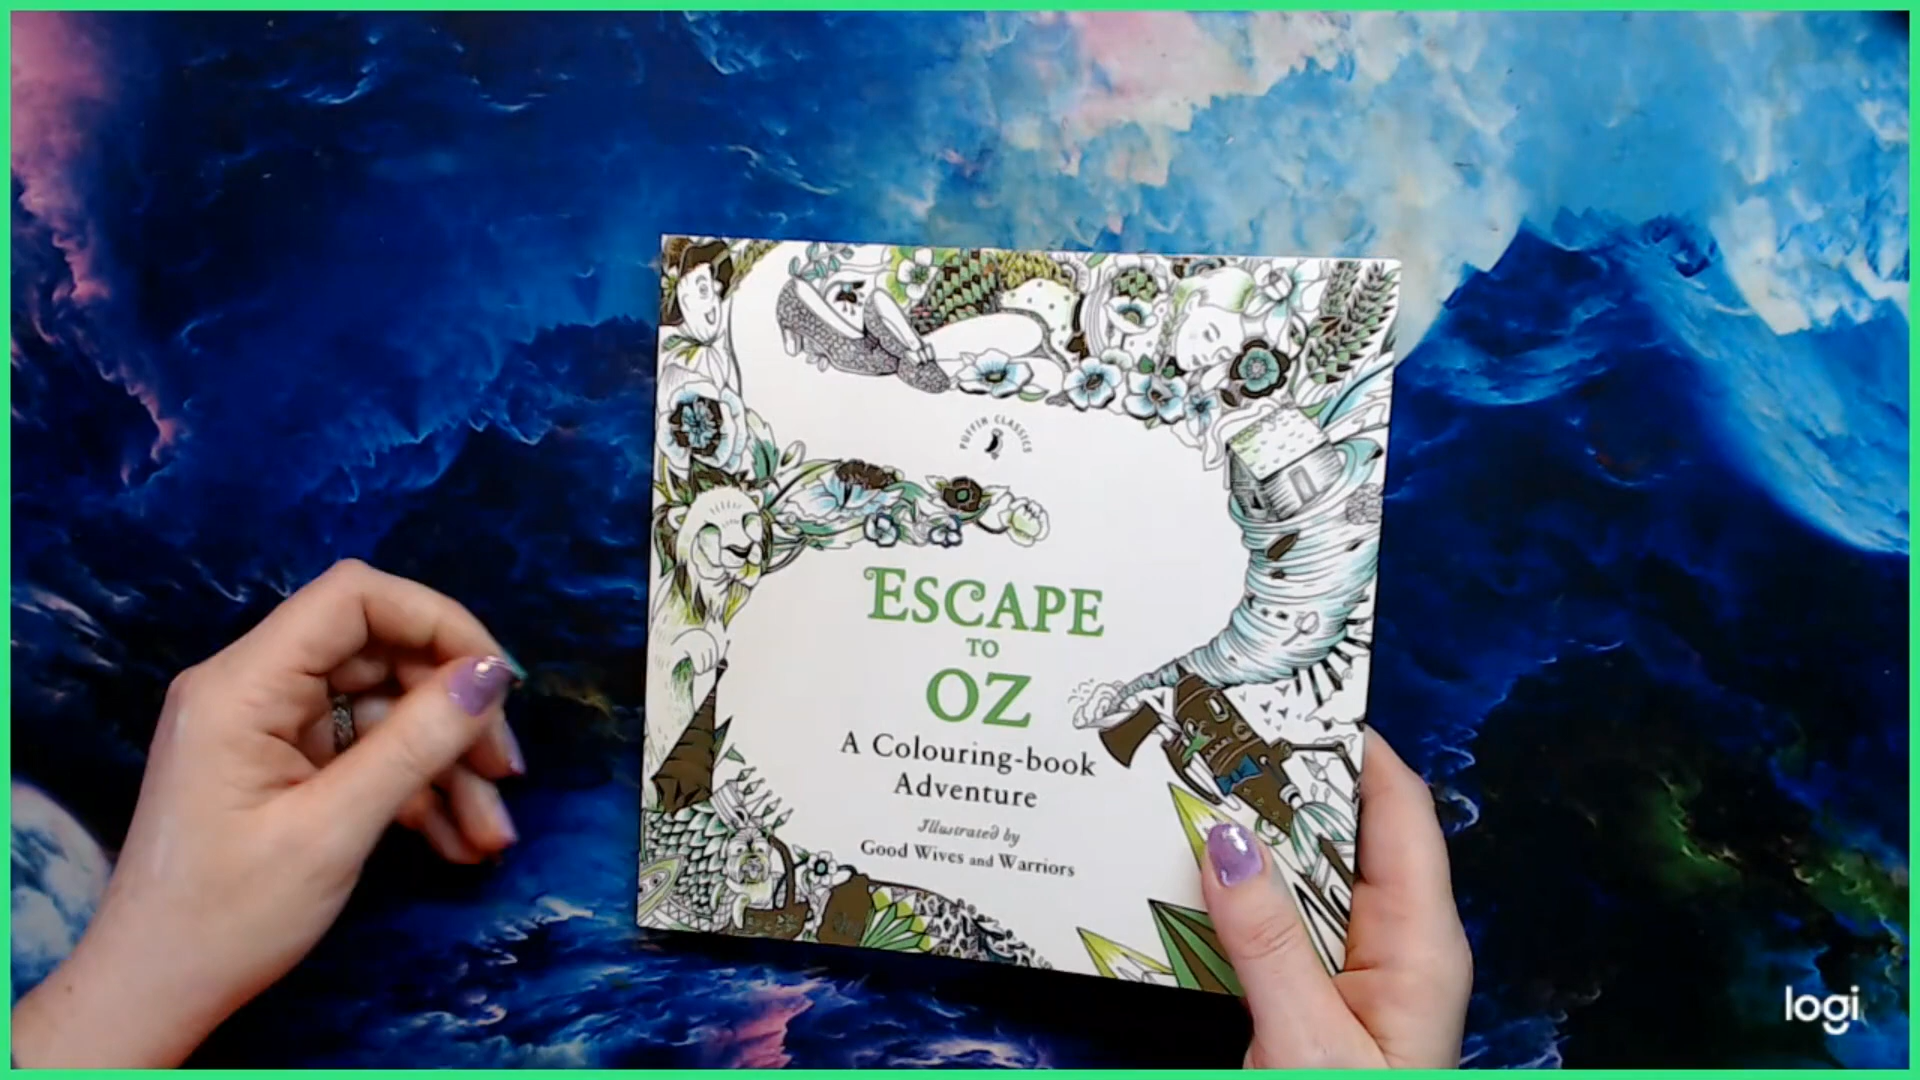 PUFFIN CLASSICS
ESCAPE
TO
OZ
A Colouring-book
Adventure
Illustrated by
Good Wives and Warriors
logi